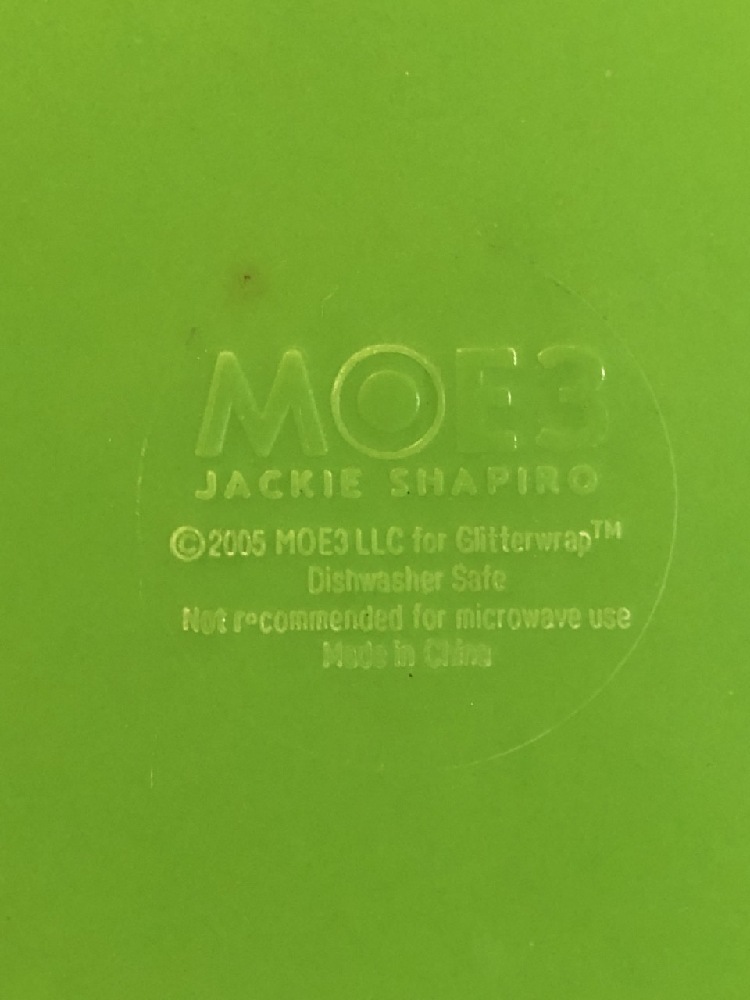 MOE3
JACKIE SHAPIRO
©2005 MOE3 LLC for Glitterwrap™
Dishwasher Safe
Not recommended for microwave use
Made in China